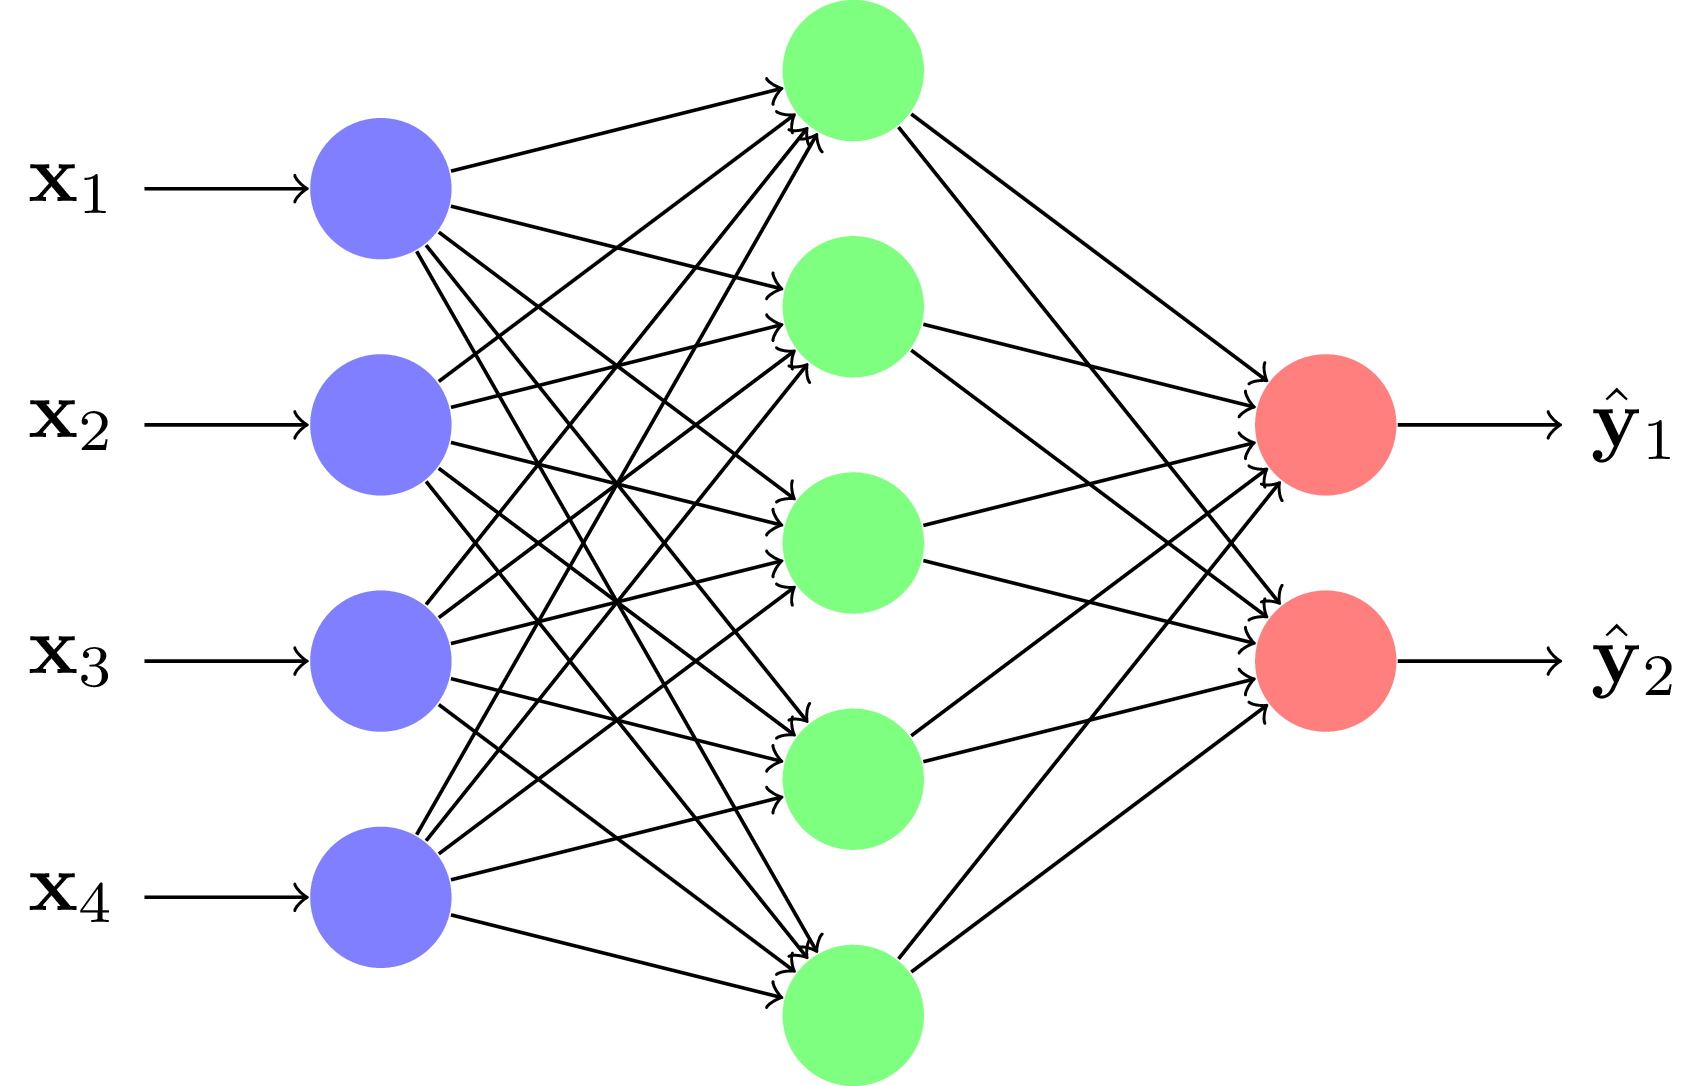 x₁
x₂
x₃
x₄
ŷ₁
ŷ₂